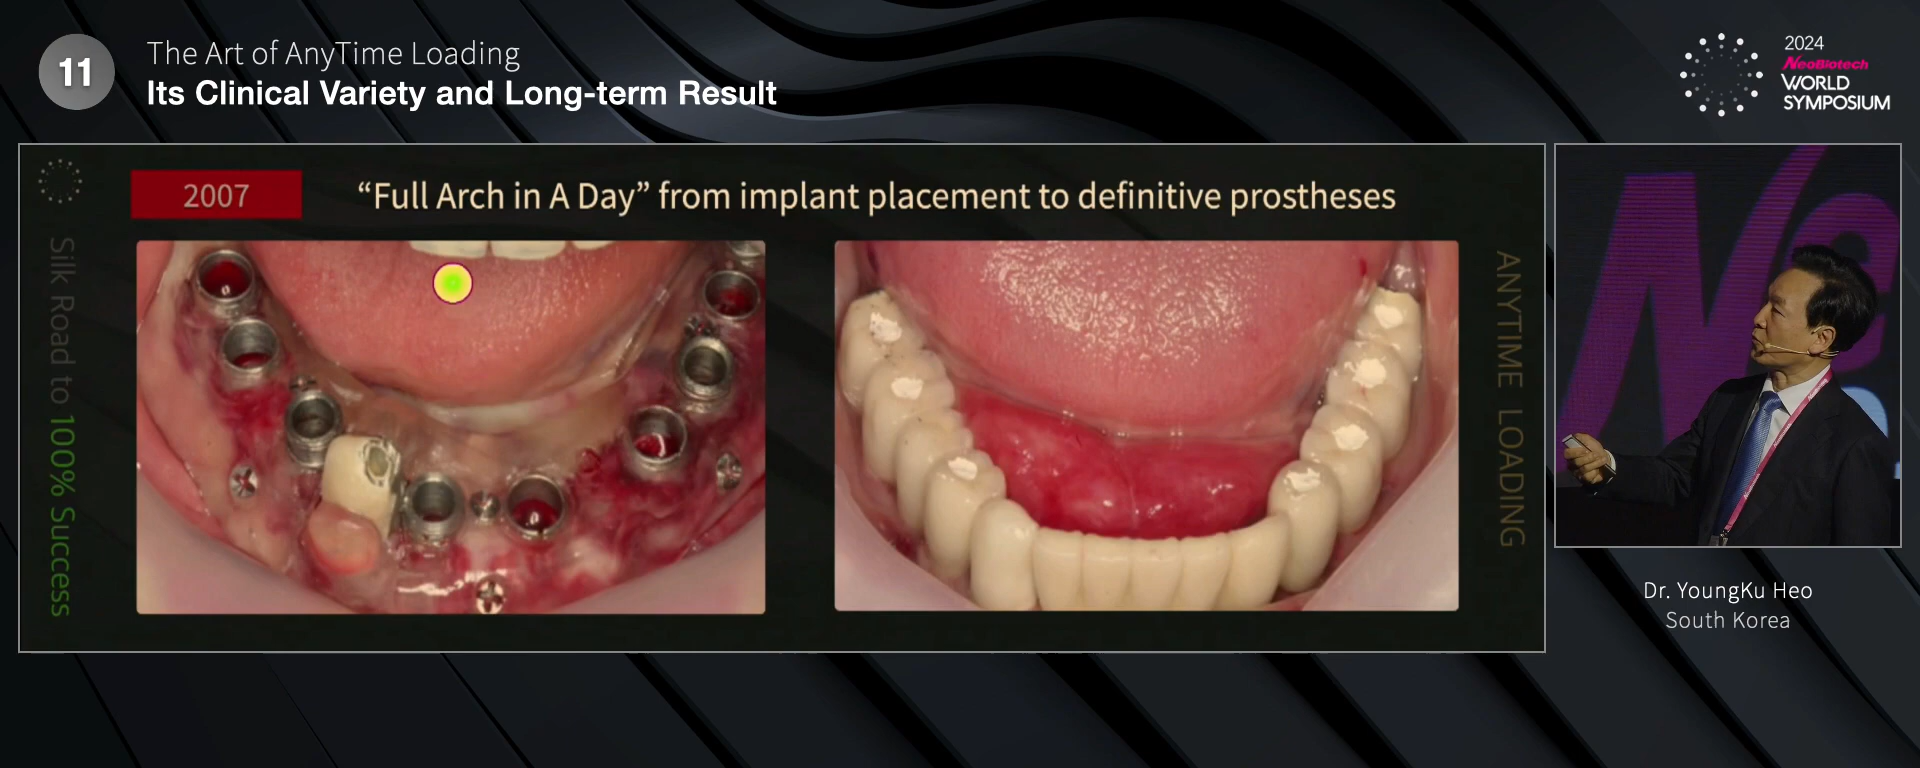 11
The Art of AnyTime Loading
Its Clinical Variety and Long-term Result
2024
NeoBiotech
WORLD
SYMPOSIUM
2007
“Full Arch in A Day” from implant placement to definitive prostheses
Silk Road to 100% Success
ANYTIME LOADING
Ne
Dr. YoungKu Heo
South Korea